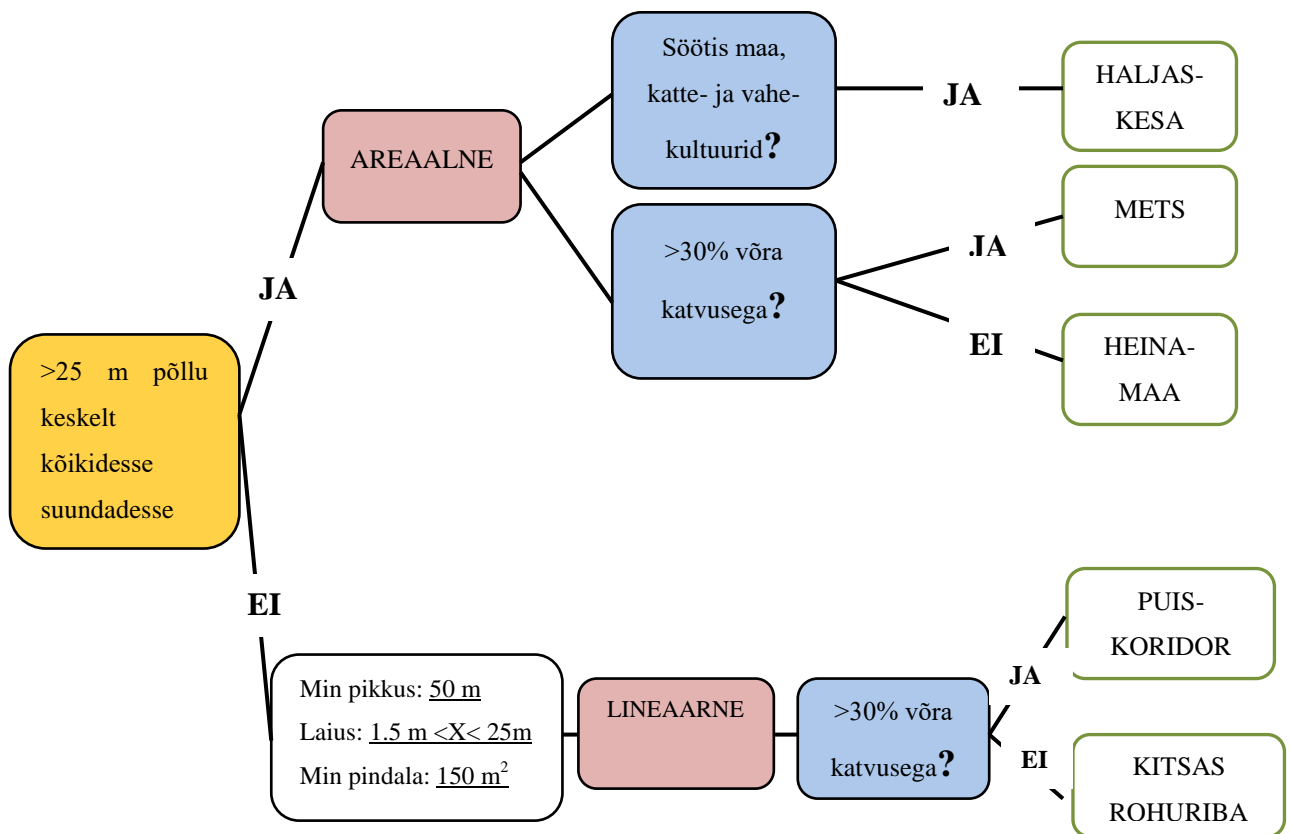 Söötis maa,
katte- ja vahe-
kultuurid?
JA
HALJAS-
KESA
AREAALNE
METS
>30% võra
katvusega?
JA
JA
EI
HEINA-
MAA
>25 m põllu
keskelt
kõikidesse
suundadesse
EI
PUIS-
KORIDOR
Min pikkus: 50 m
Laius: 1.5 m <X< 25m
Min pindala: 150 m²
LINEAARNE
>30% võra
katvusega?
JA
EI
KITSAS
ROHURIBA